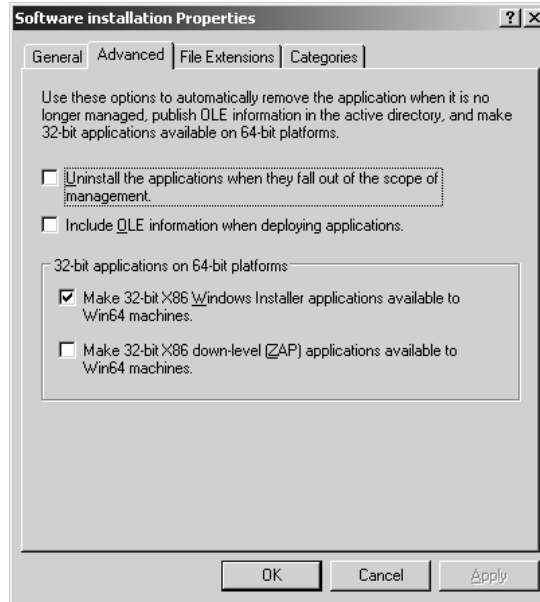 Software installation Properties
General Advanced File Extensions Categories
Use these options to automatically remove the application when it is no
longer managed, publish OLE information in the active directory, and make
32-bit applications available on 64-bit platforms.
Uninstall the applications when they fall out of the scope of
management.
Include OLE information when deploying applications.
32-bit applications on 64-bit platforms
Make 32-bit X86 Windows Installer applications available to
Win64 machines.
Make 32-bit X86 down-level (ZAP) applications available to
Win64 machines.
OK Cancel Apply